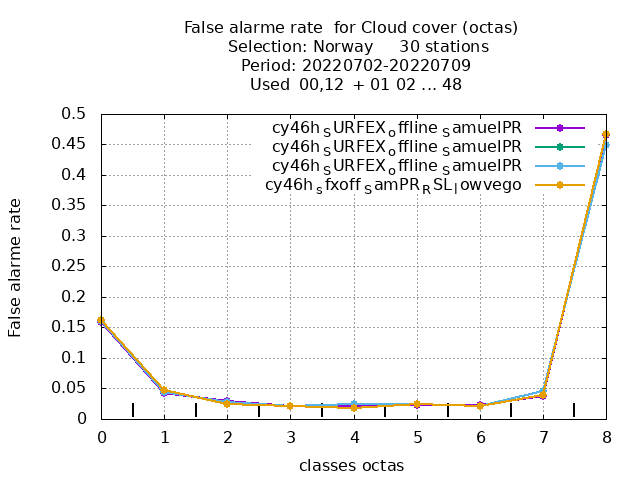 False alarme rate  for Cloud cover (octas)
Selection: Norway     30 stations
Period: 20220702-20220709
Used  00,12  + 01 02 ... 48
cy46h_SURFEX_offline_SamuelPR
cy46h_SURFEX_offline_SamuelPR
cy46h_SURFEX_offline_SamuelPR
cy46h_sfxoff_SamPR_RSL_lowvego
False alarme rate
0.5
0.45
0.4
0.35
0.3
0.25
0.2
0.15
0.1
0.05
0
0 1 2 3 4 5 6 7 8
classes octas